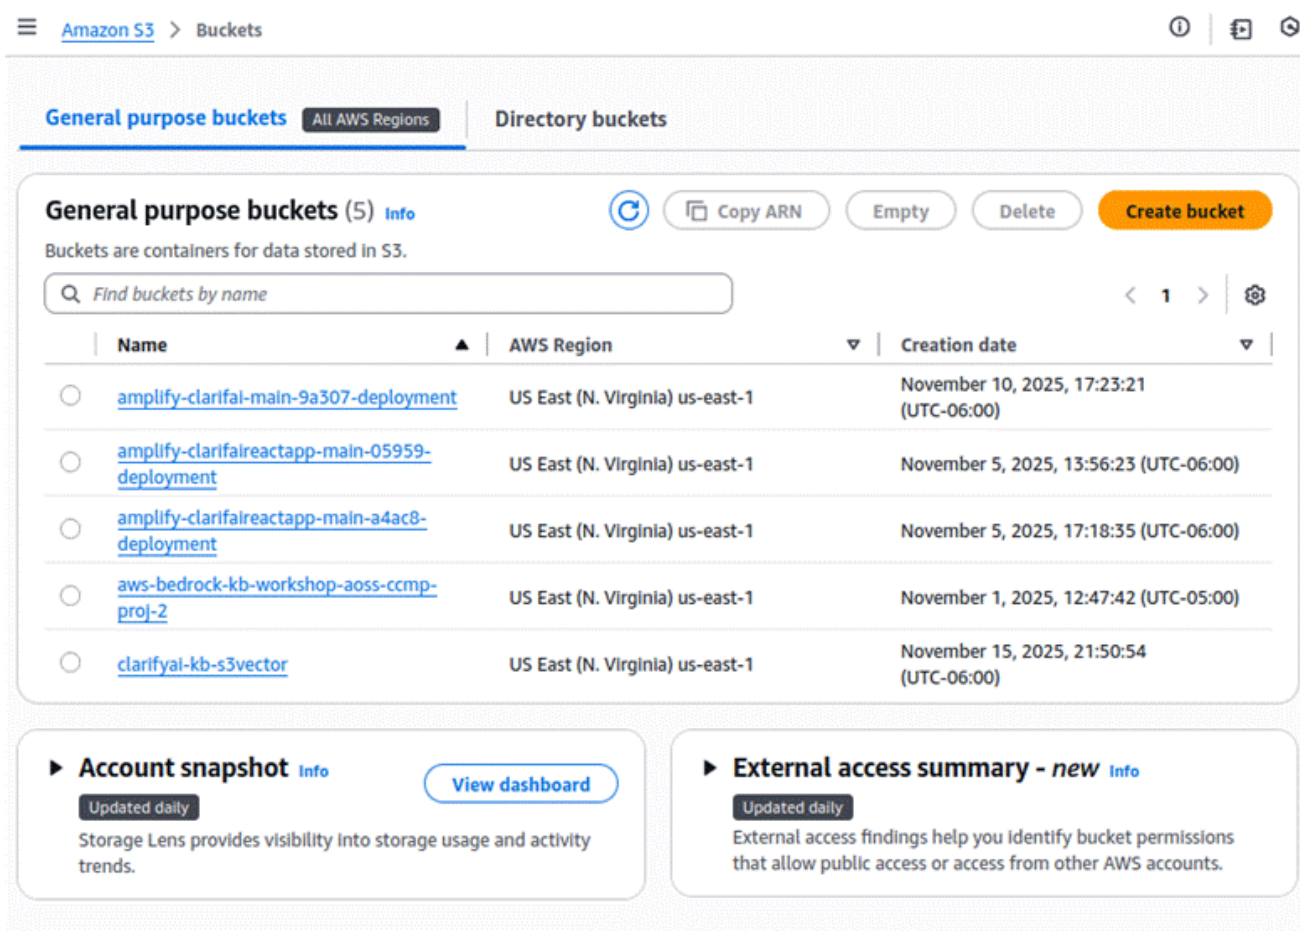 Amazon S3 > Buckets
General purpose buckets All AWS Regions Directory buckets
General purpose buckets (5) Info
Copy ARN Empty Delete Create bucket
Buckets are containers for data stored in S3.
Find buckets by name
1
Name AWS Region Creation date
amplify-clarifai-main-9a307-deployment US East (N. Virginia) us-east-1 November 10, 2025, 17:23:21
(UTC-06:00)
amplify-clarifaireactapp-main-05959-
deployment US East (N. Virginia) us-east-1 November 5, 2025, 13:56:23 (UTC-06:00)
amplify-clarifaireactapp-main-a4ac8-
deployment US East (N. Virginia) us-east-1 November 5, 2025, 17:18:35 (UTC-06:00)
aws-bedrock-kb-workshop-aoss-ccmp-
proj-2 US East (N. Virginia) us-east-1 November 1, 2025, 12:47:42 (UTC-05:00)
clarifyai-kb-s3vector US East (N. Virginia) us-east-1 November 15, 2025, 21:50:54
(UTC-06:00)
Account snapshot Info
View dashboard
Updated daily
Storage Lens provides visibility into storage usage and activity
trends.
External access summary - new Info
Updated daily
External access findings help you identify bucket permissions
that allow public access or access from other AWS accounts.